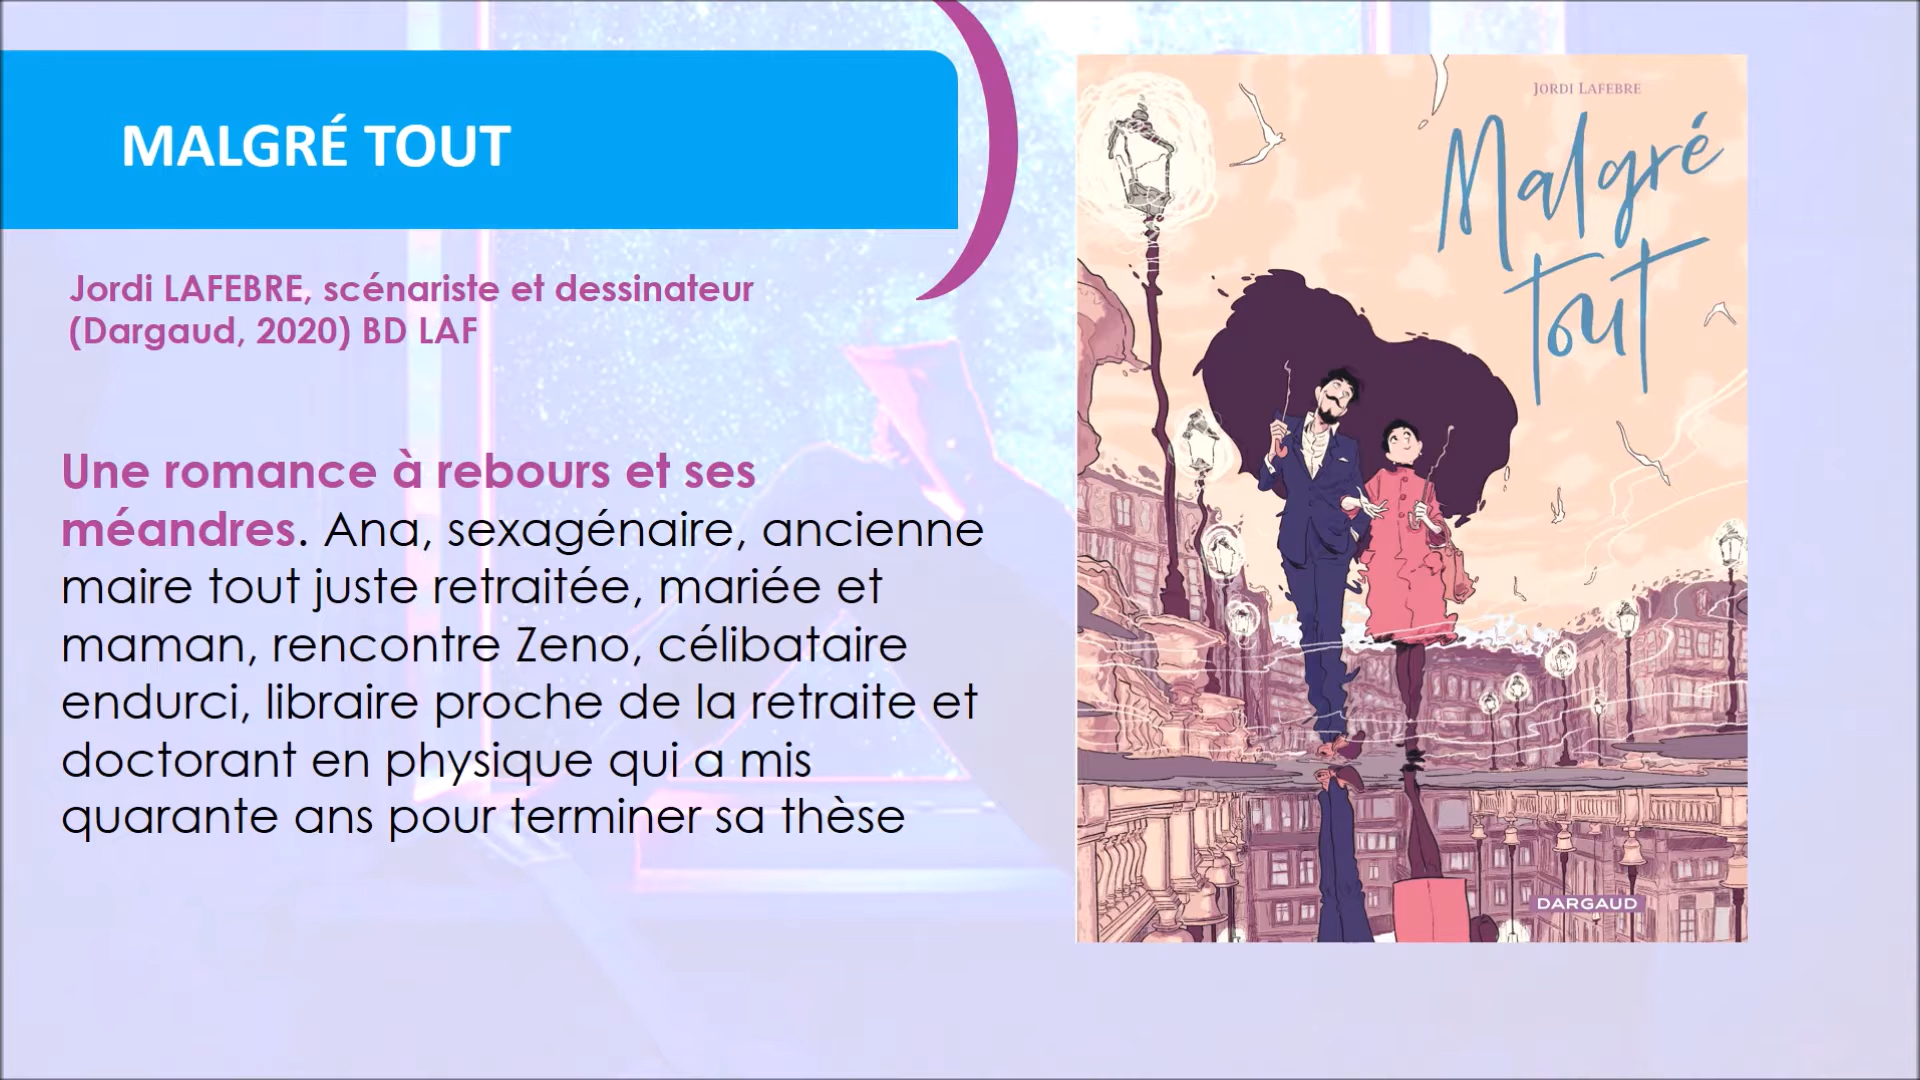 MALGRÉ TOUT
Jordi LAFEBRE, scénariste et dessinateur
(Dargaud, 2020) BD LAF
Une romance à rebours et ses
méandres. Ana, sexagénaire, ancienne
maire tout juste retraitée, mariée et
maman, rencontre Zeno, célibataire
endurci, libraire proche de la retraite et
doctorant en physique qui a mis
quarante ans pour terminer sa thèse
JORDI LAFEBRE
Malgré
tout
DARGAUD